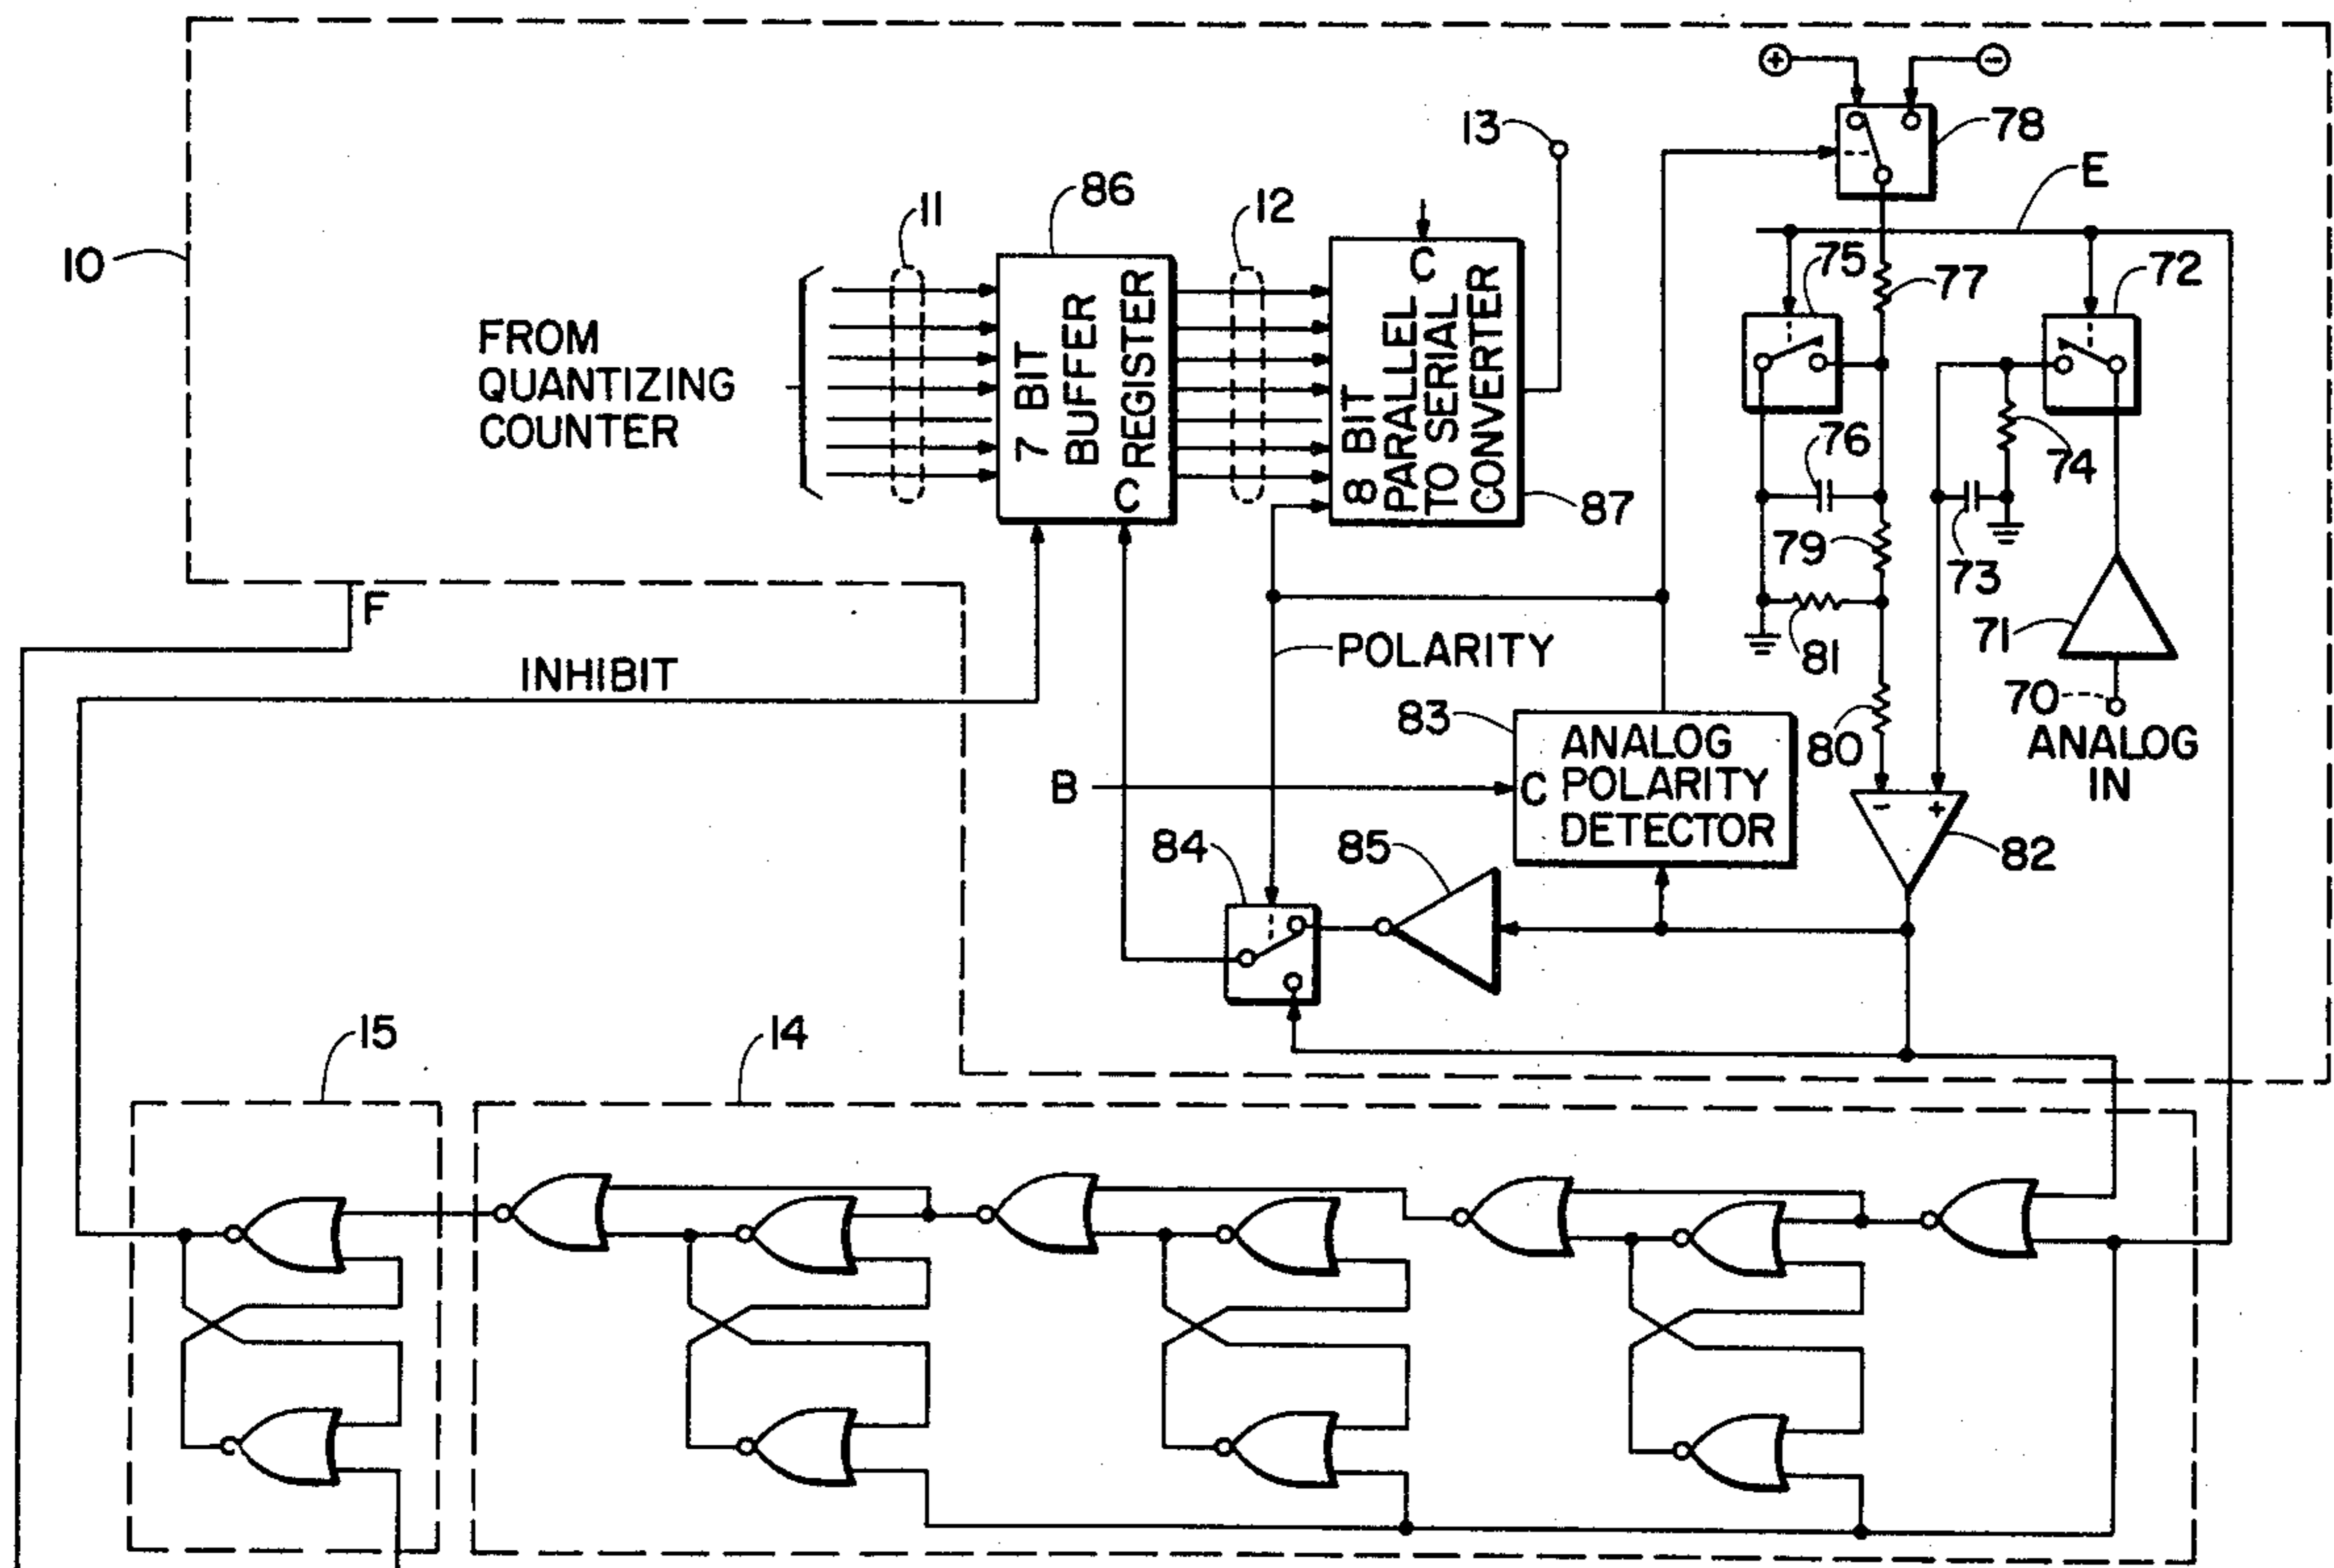 +
-
13
78
E
86
11
12
10
75
77
72
C
FROM
QUANTIZING
COUNTER
7 BIT
BUFFER
REGISTER
C
8 BIT
PARALLEL
TO SERIAL
CONVERTER
76
74
87
79
73
F
71
81
POLARITY
INHIBIT
70
83
ANALOG
IN
80
ANALOG
POLARITY
DETECTOR
B
C
-
+
84
85
82
15
14